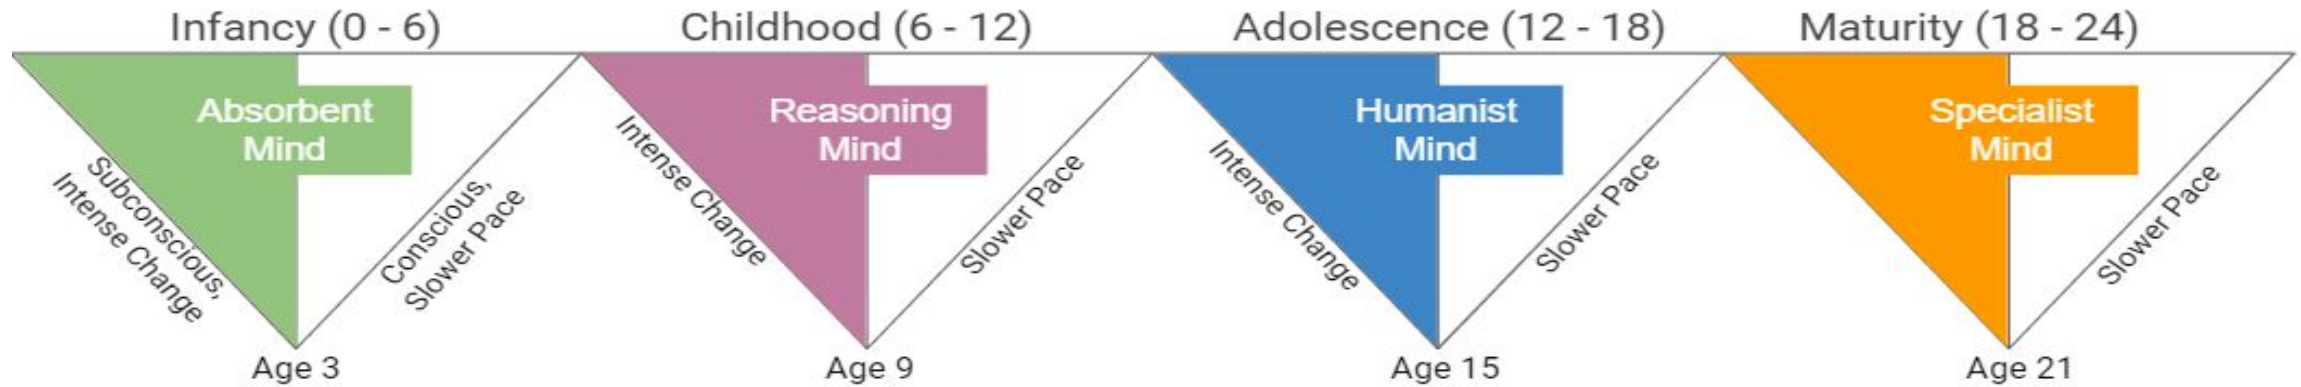 Infancy (0 - 6)
Childhood (6 - 12)
Adolescence (12 - 18)
Maturity (18 - 24)
Absorbent
Mind
Subconscious,
Intense Change
Conscious,
Slower Pace
Age 3
Reasoning
Mind
Intense Change
Slower Pace
Age 9
Humanist
Mind
Intense Change
Slower Pace
Age 15
Specialist
Mind
Slower Pace
Age 21